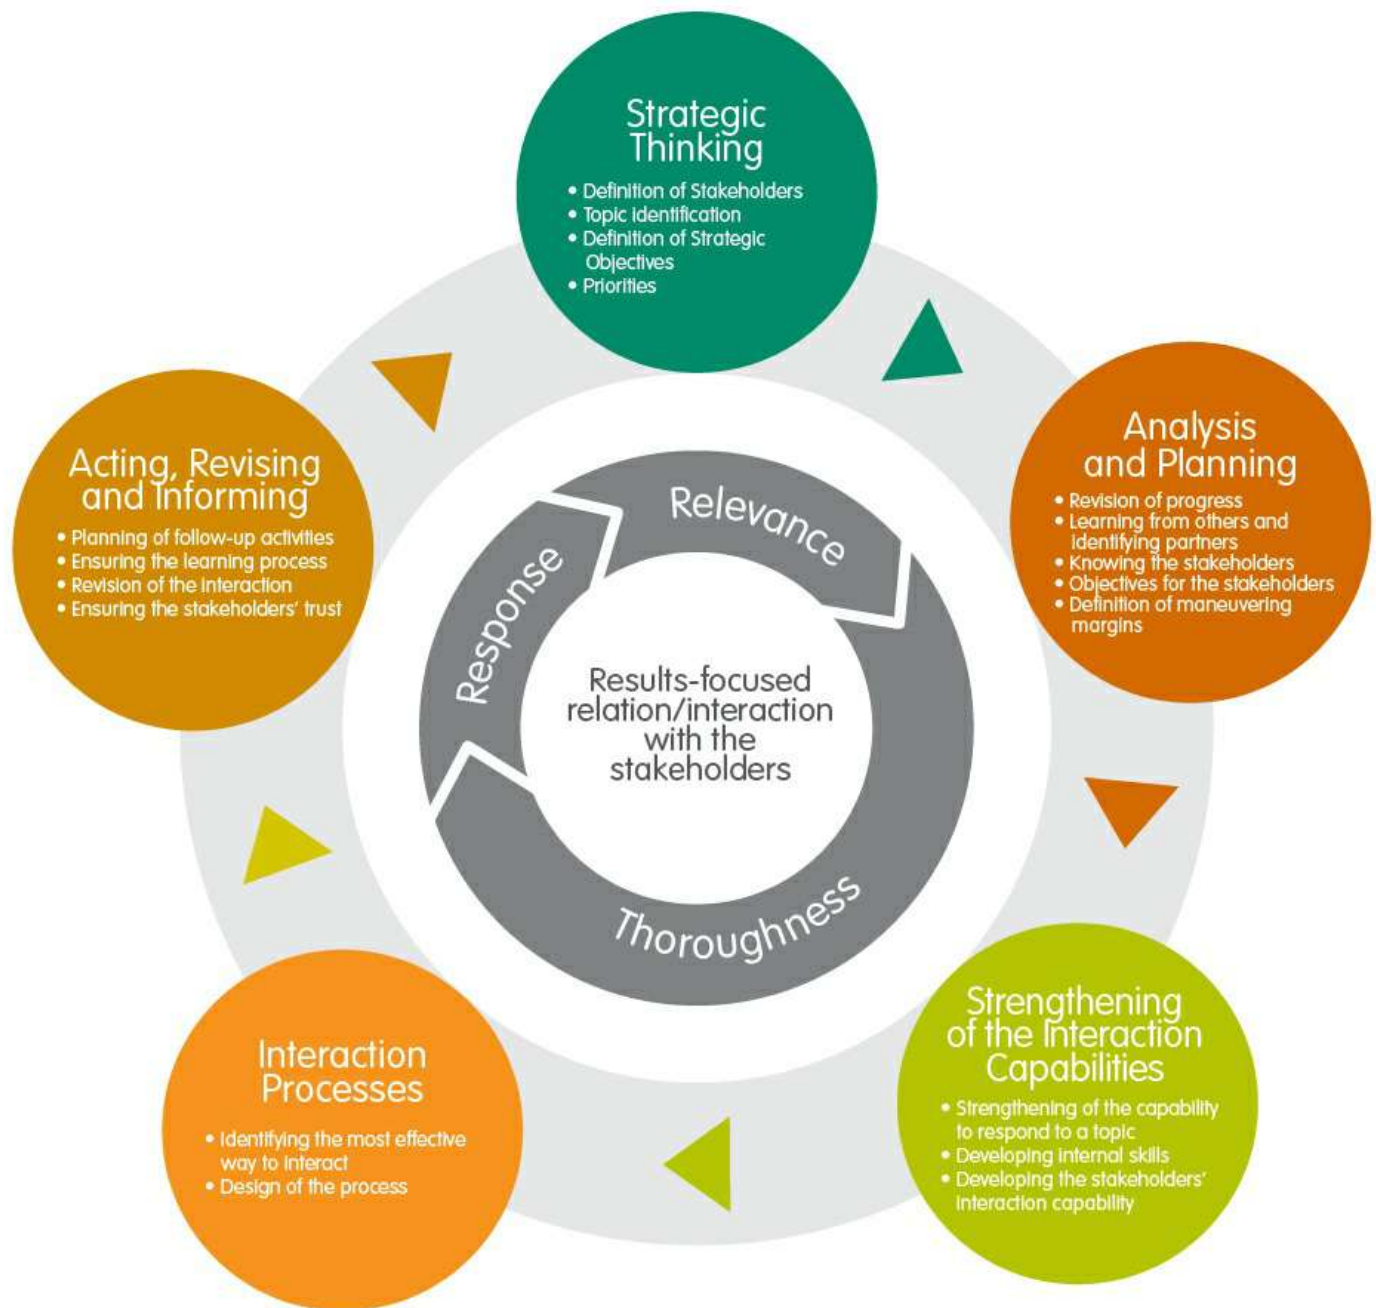 Strategic
Thinking
• Definition of Stakeholders
• Topic identification
• Definition of Strategic
Objectives
• Priorities
Analysis
and Planning
• Revision of progress
• Learning from others and
identifying partners
• Knowing the stakeholders
• Objectives for the stakeholders
• Definition of maneuvering
margins
Strengthening
of the Interaction
Capabilities
• Strengthening of the capability
to respond to a topic
• Developing internal skills
• Developing the stakeholders'
interaction capability
Interaction
Processes
• Identifying the most effective
way to interact
• Design of the process
Acting, Revising
and Informing
• Planning of follow-up activities
• Ensuring the learning process
• Revision of the interaction
• Ensuring the stakeholders' trust
Relevance
Thoroughness
Response
Results-focused
relation/interaction
with the
stakeholders